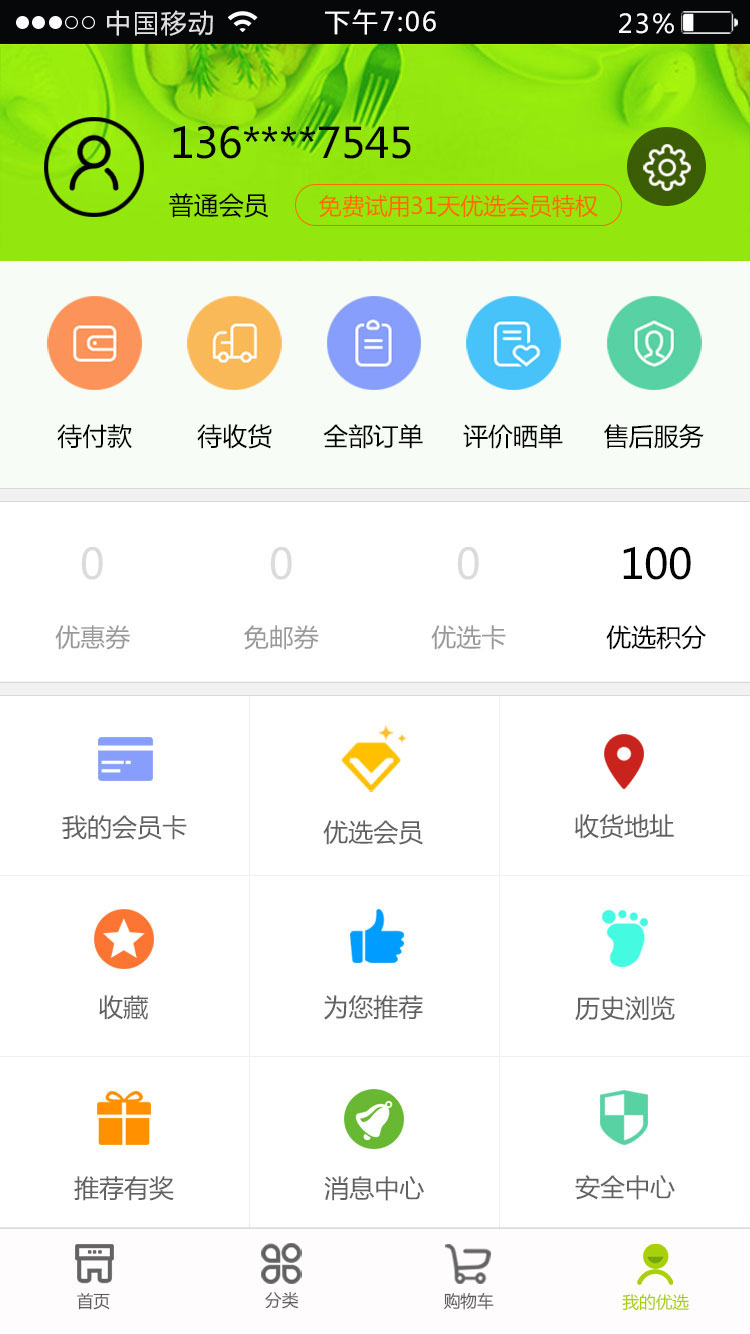 中国移动 下午7:06 23%
136****7545
普通会员 免费试用31天优选会员特权
待付款 待收货 全部订单 评价晒单 售后服务
0 0 0 100
优惠券 免邮券 优选卡 优选积分
我的会员卡 优选会员 收货地址
收藏 为您推荐 历史浏览
推荐有奖 消息中心 安全中心
首页 分类 购物车 我的优选